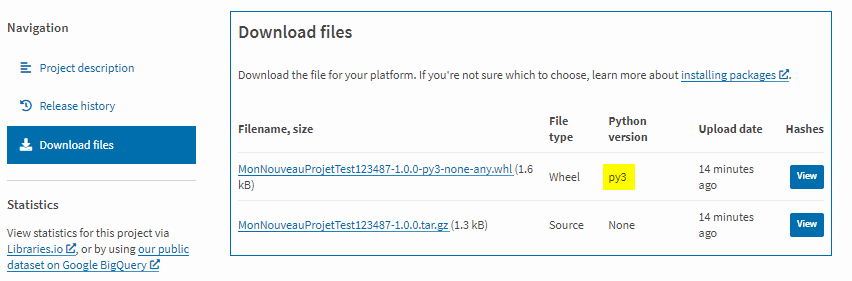 Navigation
Project description
Release history
Download files
Statistics
View statistics for this project via
Libraries.io, or by using our public
dataset on Google BigQuery
Download files
Download the file for your platform. If you're not sure which to choose, learn more about installing packages.
Filename, size File type Python version Upload date Hashes
MonNouveauProjetTest123487-1.0.0-py3-none-any.whl (1.6 kB) Wheel py3 14 minutes ago View
MonNouveauProjetTest123487-1.0.0.tar.gz (1.3 kB) Source None 14 minutes ago View